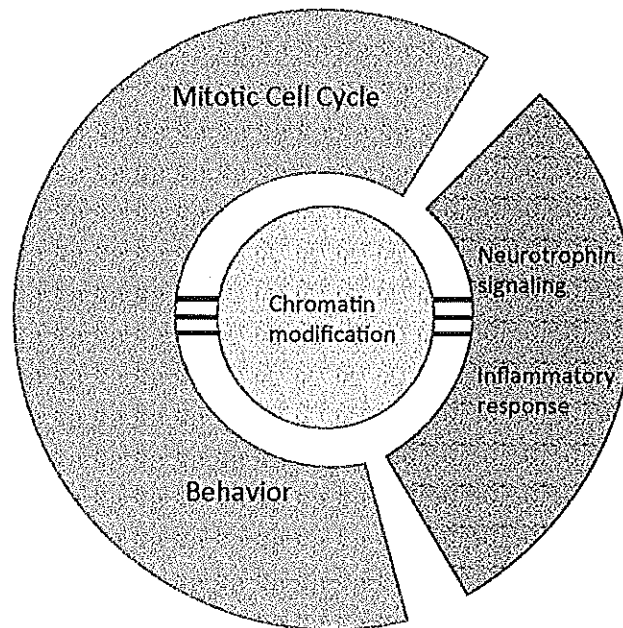 Mitotic Cell Cycle
Neurotrophin
signaling
Chromatin
modification
Inflammatory
response
Behavior